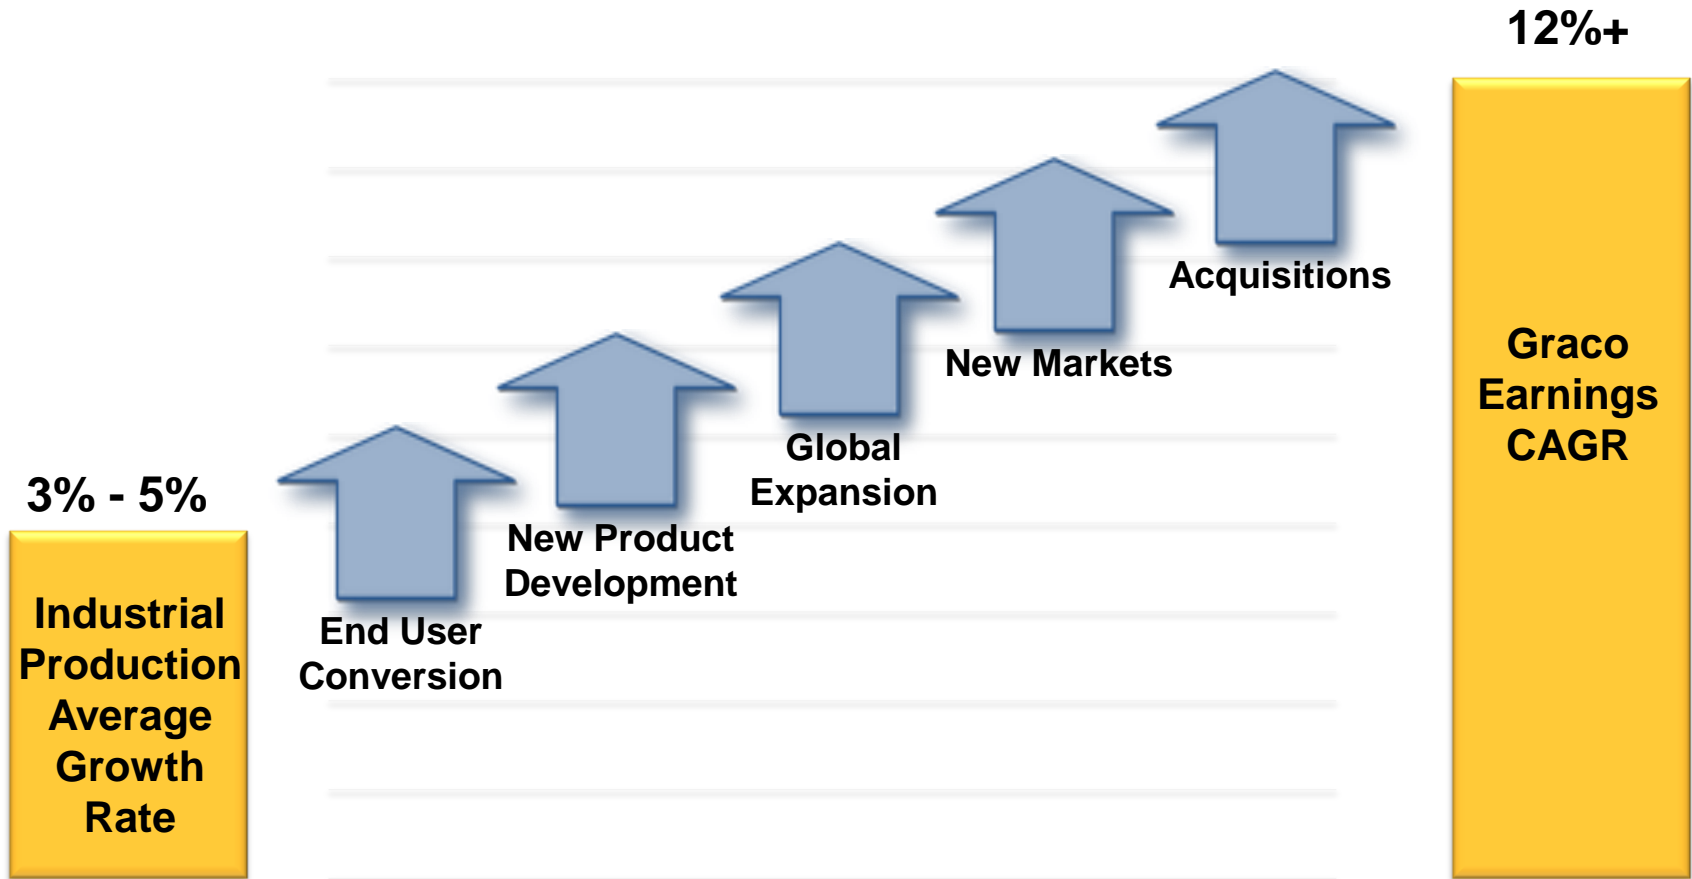 3% - 5%
Industrial
Production
Average
Growth
Rate
End User
Conversion
New Product
Development
Global
Expansion
New Markets
Acquisitions
12%+
Graco
Earnings
CAGR